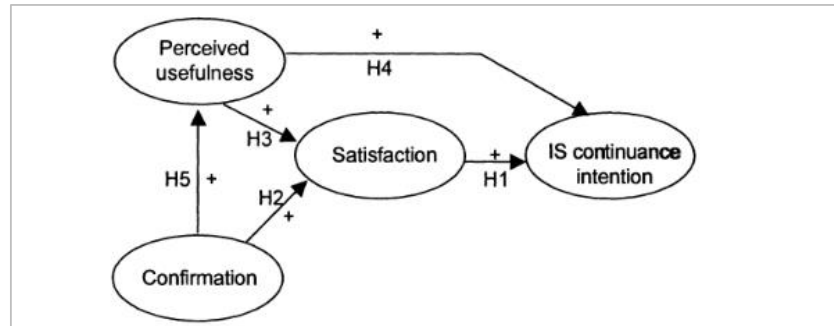 +
Perceived
usefulness
H4
+
H3
+
Satisfaction
H1
IS continuance
intention
H5
+
H2
+
Confirmation